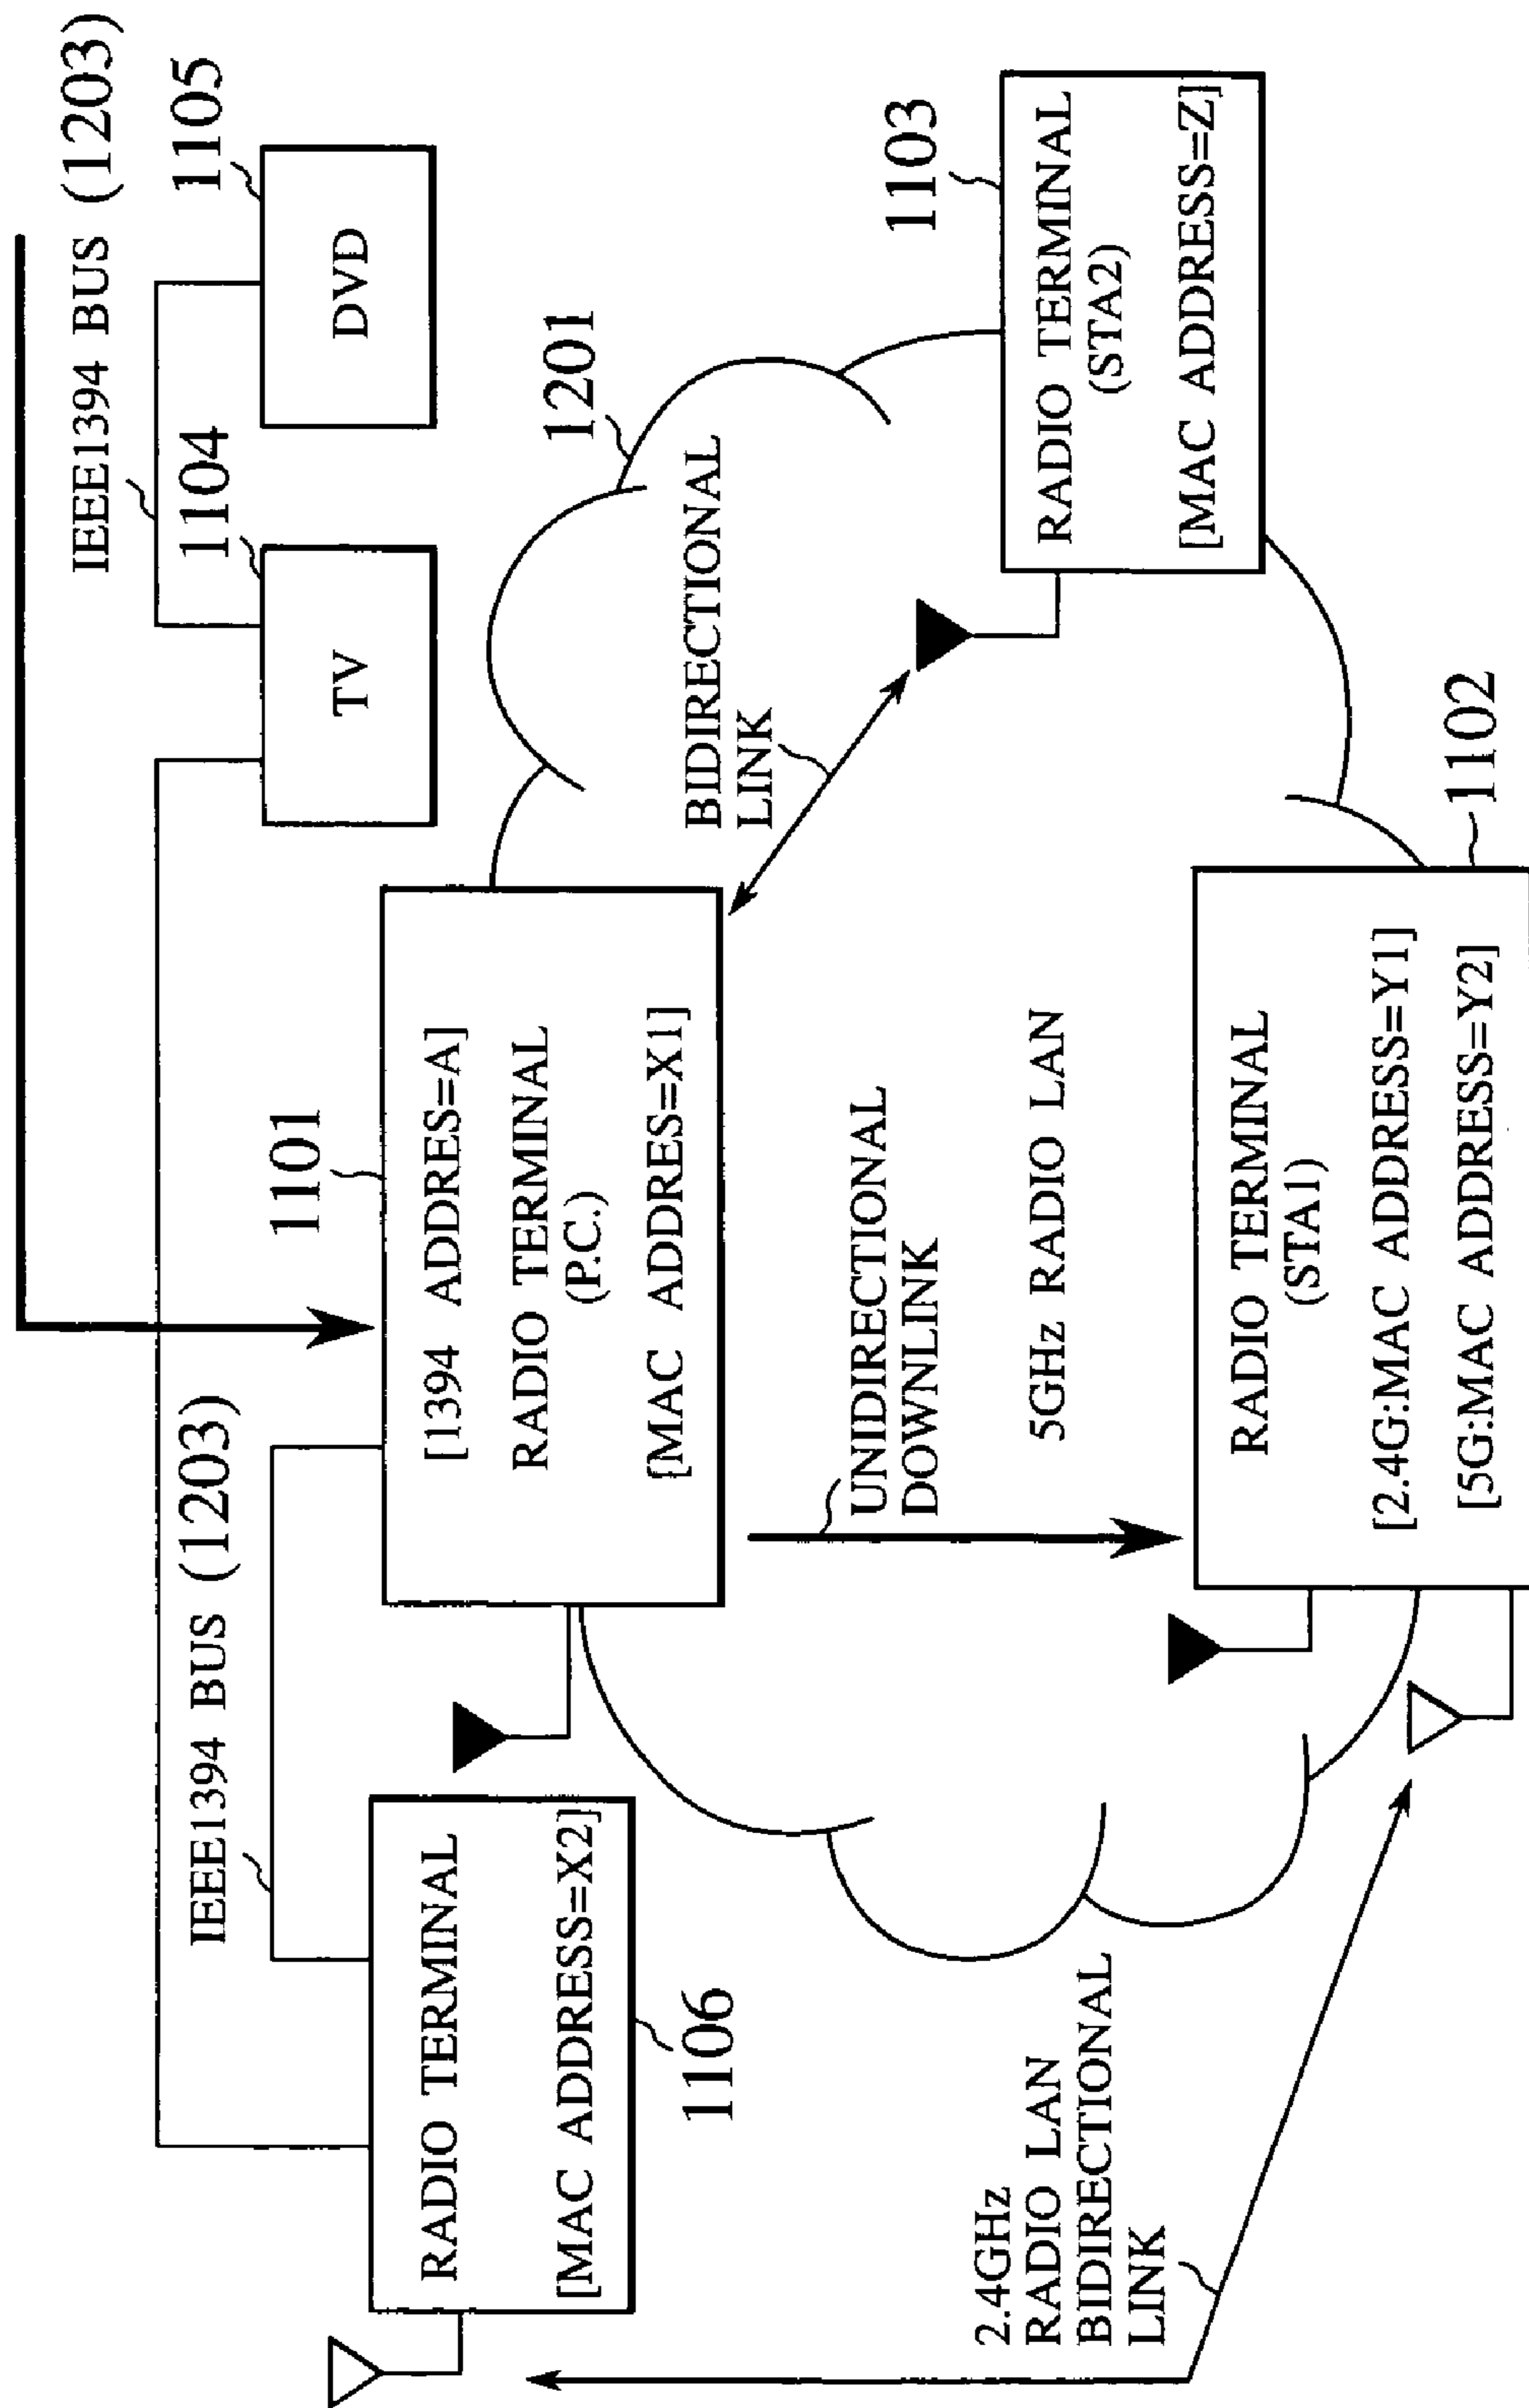 IEEE1394 BUS (1203)
1105
DVD
1104
TV
IEEE1394 BUS (1203)
1101
[1394 ADDRES=A]
RADIO TERMINAL
(P.C.)
[MAC ADDRESS=X1]
RADIO TERMINAL
[MAC ADDRESS=X2]
1106
1201
BIDIRECTIONAL
LINK
1103
RADIO TERMINAL
(STA2)
[MAC ADDRESS=Z]
UNIDIRECTIONAL
DOWNLINK
5GHz RADIO LAN
2.4GHz
RADIO LAN
BIDIRECTIONAL
LINK
RADIO TERMINAL
(STA1)
[2.4G:MAC ADDRESS=Y1]
[5G:MAC ADDRESS=Y2]
1102